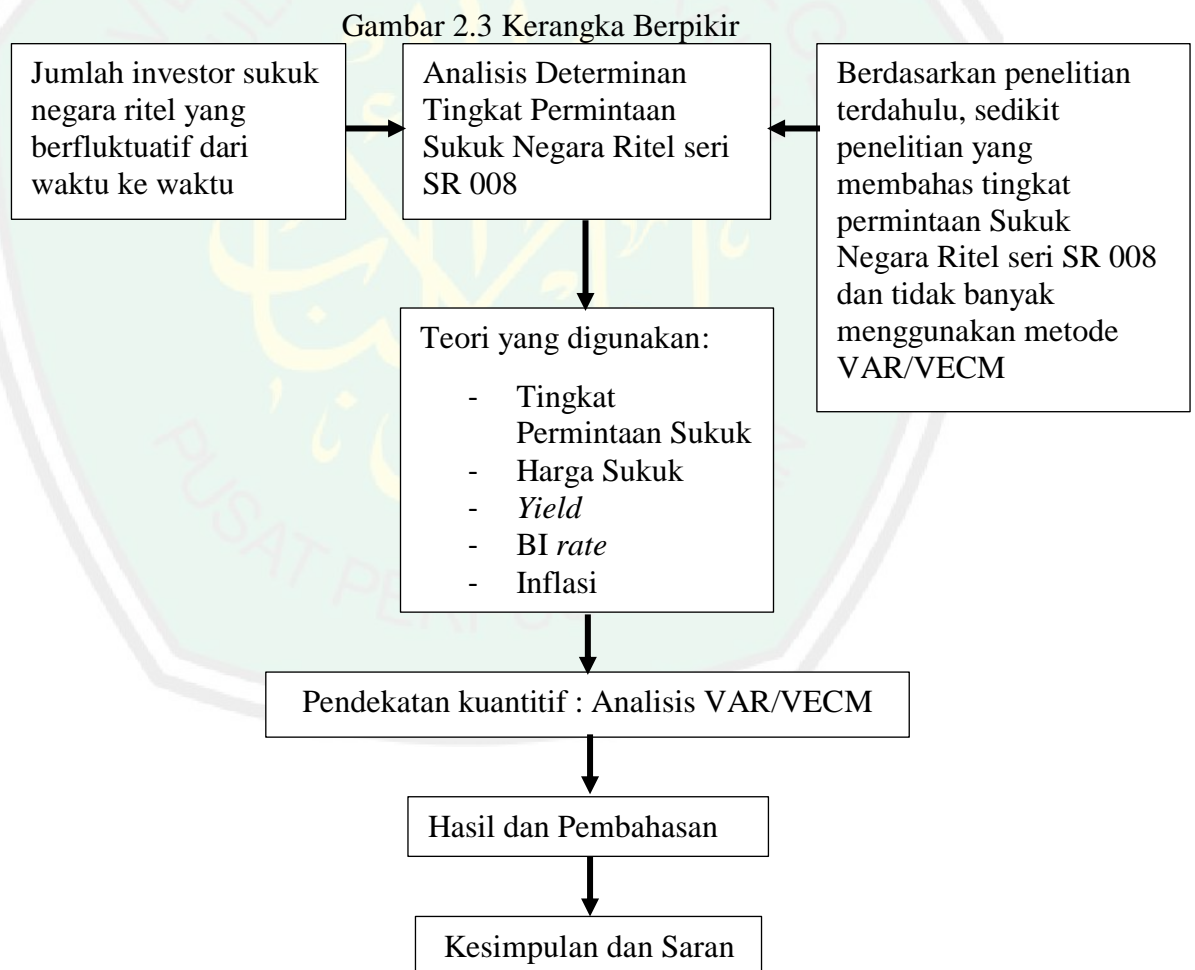 Gambar 2.3 Kerangka Berpikir
Jumlah investor sukuk
negara ritel yang
berfluktuatif dari
waktu ke waktu
Analisis Determinan
Tingkat Permintaan
Sukuk Negara Ritel seri
SR 008
Berdasarkan penelitian
terdahulu, sedikit
penelitian yang
membahas tingkat
permintaan Sukuk
Negara Ritel seri SR 008
dan tidak banyak
menggunakan metode
VAR/VECM
Teori yang digunakan:
- Tingkat
Permintaan Sukuk
- Harga Sukuk
- Yield
- BI rate
- Inflasi
Pendekatan kuantitif : Analisis VAR/VECM
Hasil dan Pembahasan
Kesimpulan dan Saran
PUSAT